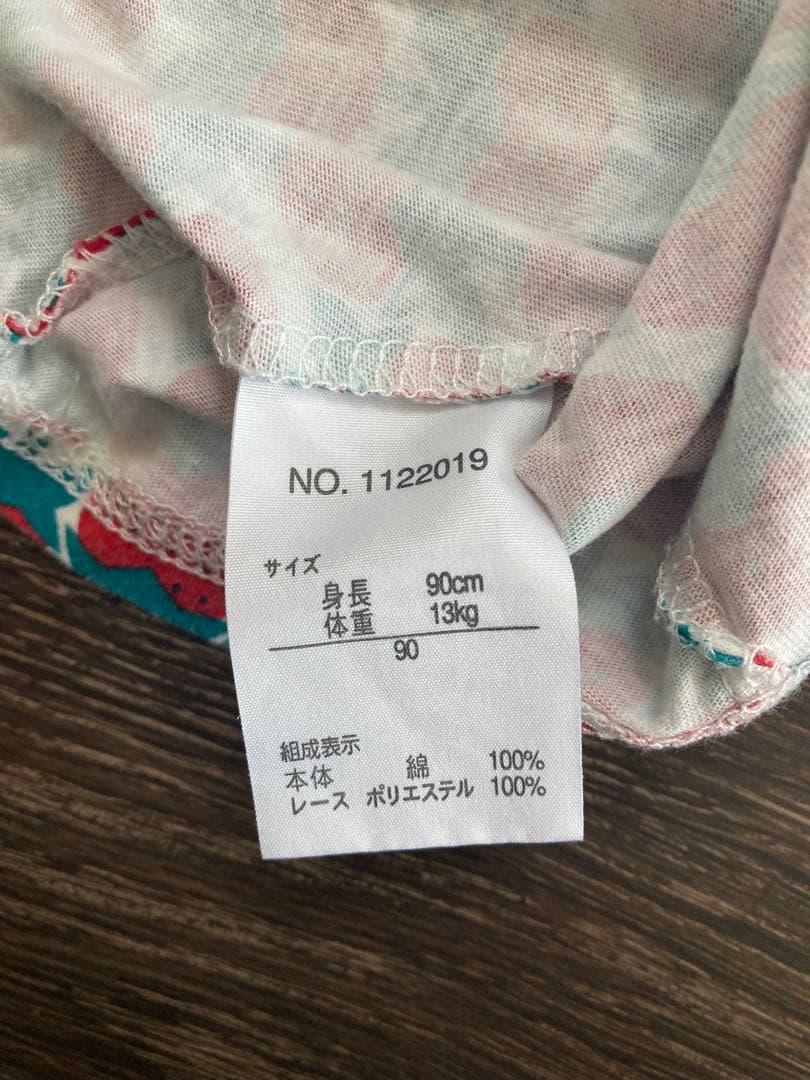 NO. 1122019
サイズ
身長 90cm
体重 13kg
90
組成表示
本体 綿 100%
レース ポリエステル 100%